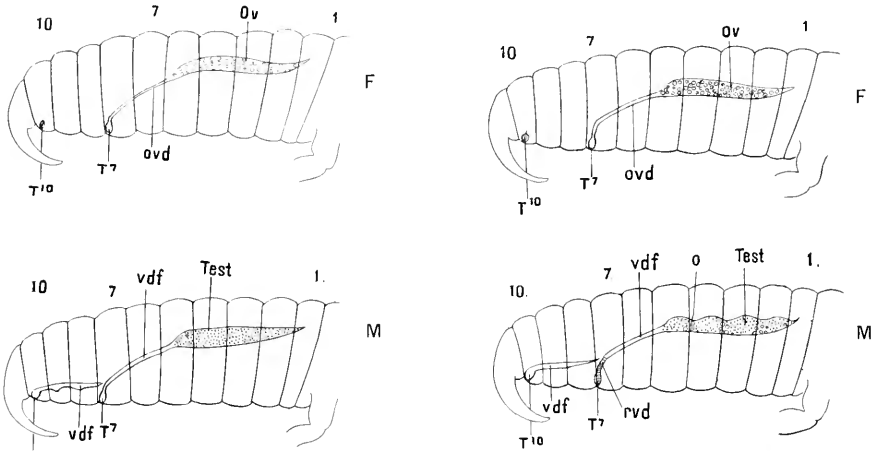 10 7 Ov 1
F
T10 T7 ovd
10 7 Ov 1
F
T10 T7 ovd
10 7 vdf Test 1.
M
vdf T7
10. 7 vdf O Test 1.
M
T10 vdf T7 rvd